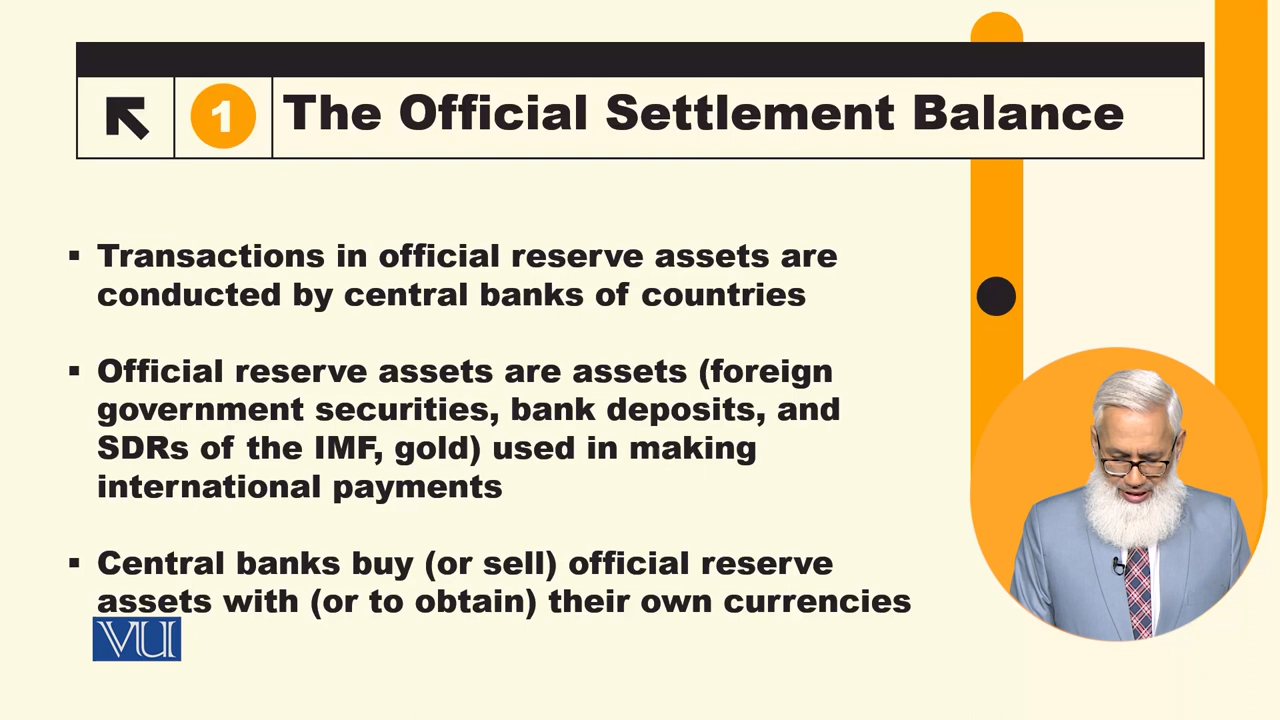 1 The Official Settlement Balance
▪ Transactions in official reserve assets are
conducted by central banks of countries
▪ Official reserve assets are assets (foreign
government securities, bank deposits, and
SDRs of the IMF, gold) used in making
international payments
▪ Central banks buy (or sell) official reserve
assets with (or to obtain) their own currencies
VU